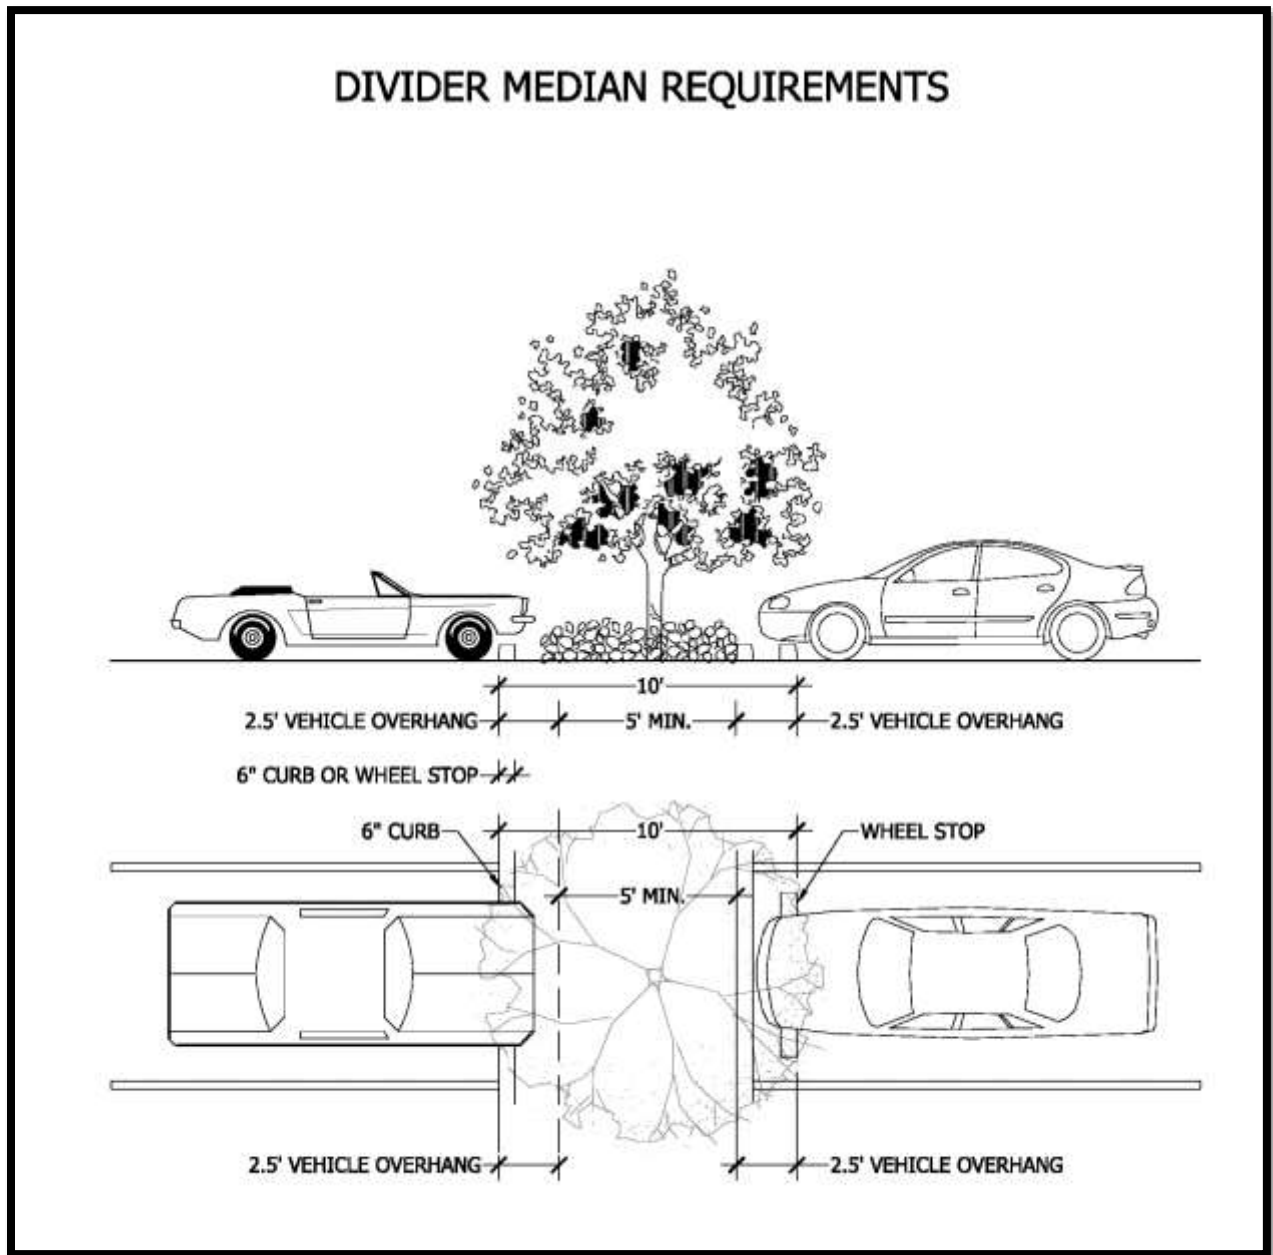 DIVIDER MEDIAN REQUIREMENTS
10'
2.5' VEHICLE OVERHANG
5' MIN.
2.5' VEHICLE OVERHANG
6" CURB OR WHEEL STOP
6" CURB
10'
WHEEL STOP
5' MIN.
2.5' VEHICLE OVERHANG
2.5' VEHICLE OVERHANG